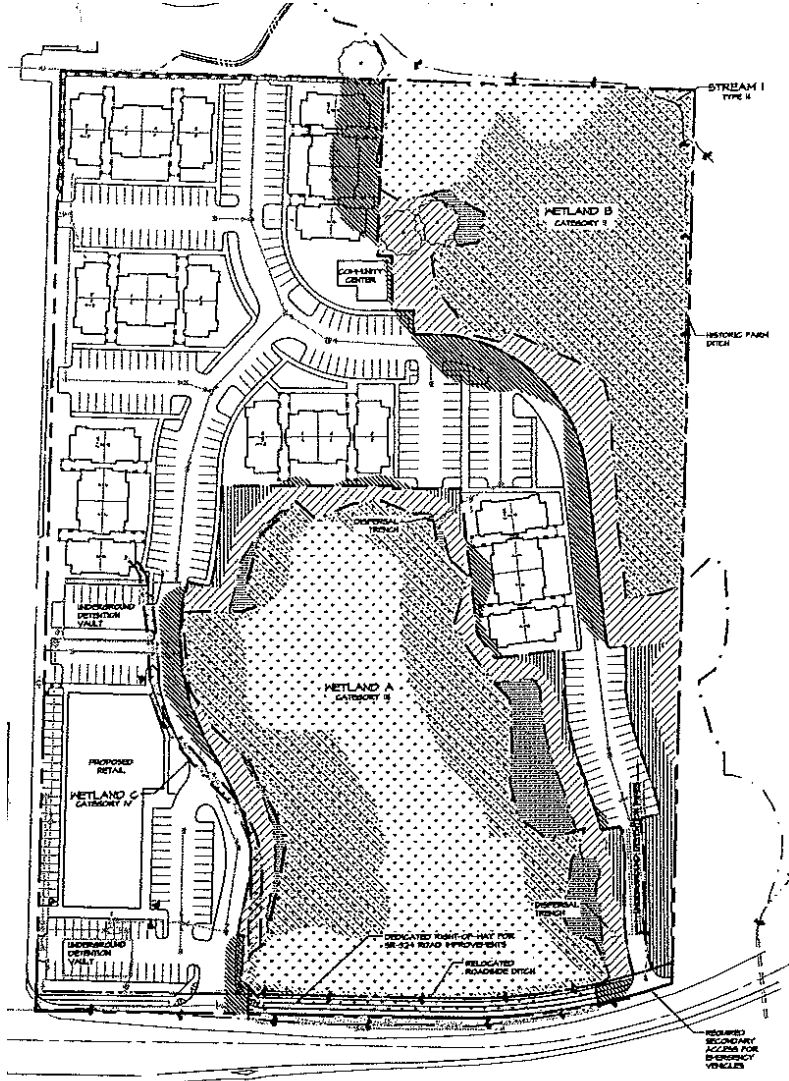 STREAM 1
TYPE II
WETLAND B
COMMUNITY
CENTER
HISTORIC FARM
DITCH
DISPERSAL
TRENCH
UNDERGROUND
DETENTION
VAULT
WETLAND A
CATEGORY III
PROPOSED
RETAIL
WETLAND C
CATEGORY IV
DISPERSAL
TRENCH
DEDICATED RIGHT-OF-WAY FOR
SR-524 ROAD IMPROVEMENTS
UNDERGROUND
DETENTION
VAULT
RELOCATED
ROADSIDE DITCH
REQUIRED
SECONDARY
ACCESS FOR
EMERGENCY
VEHICLES